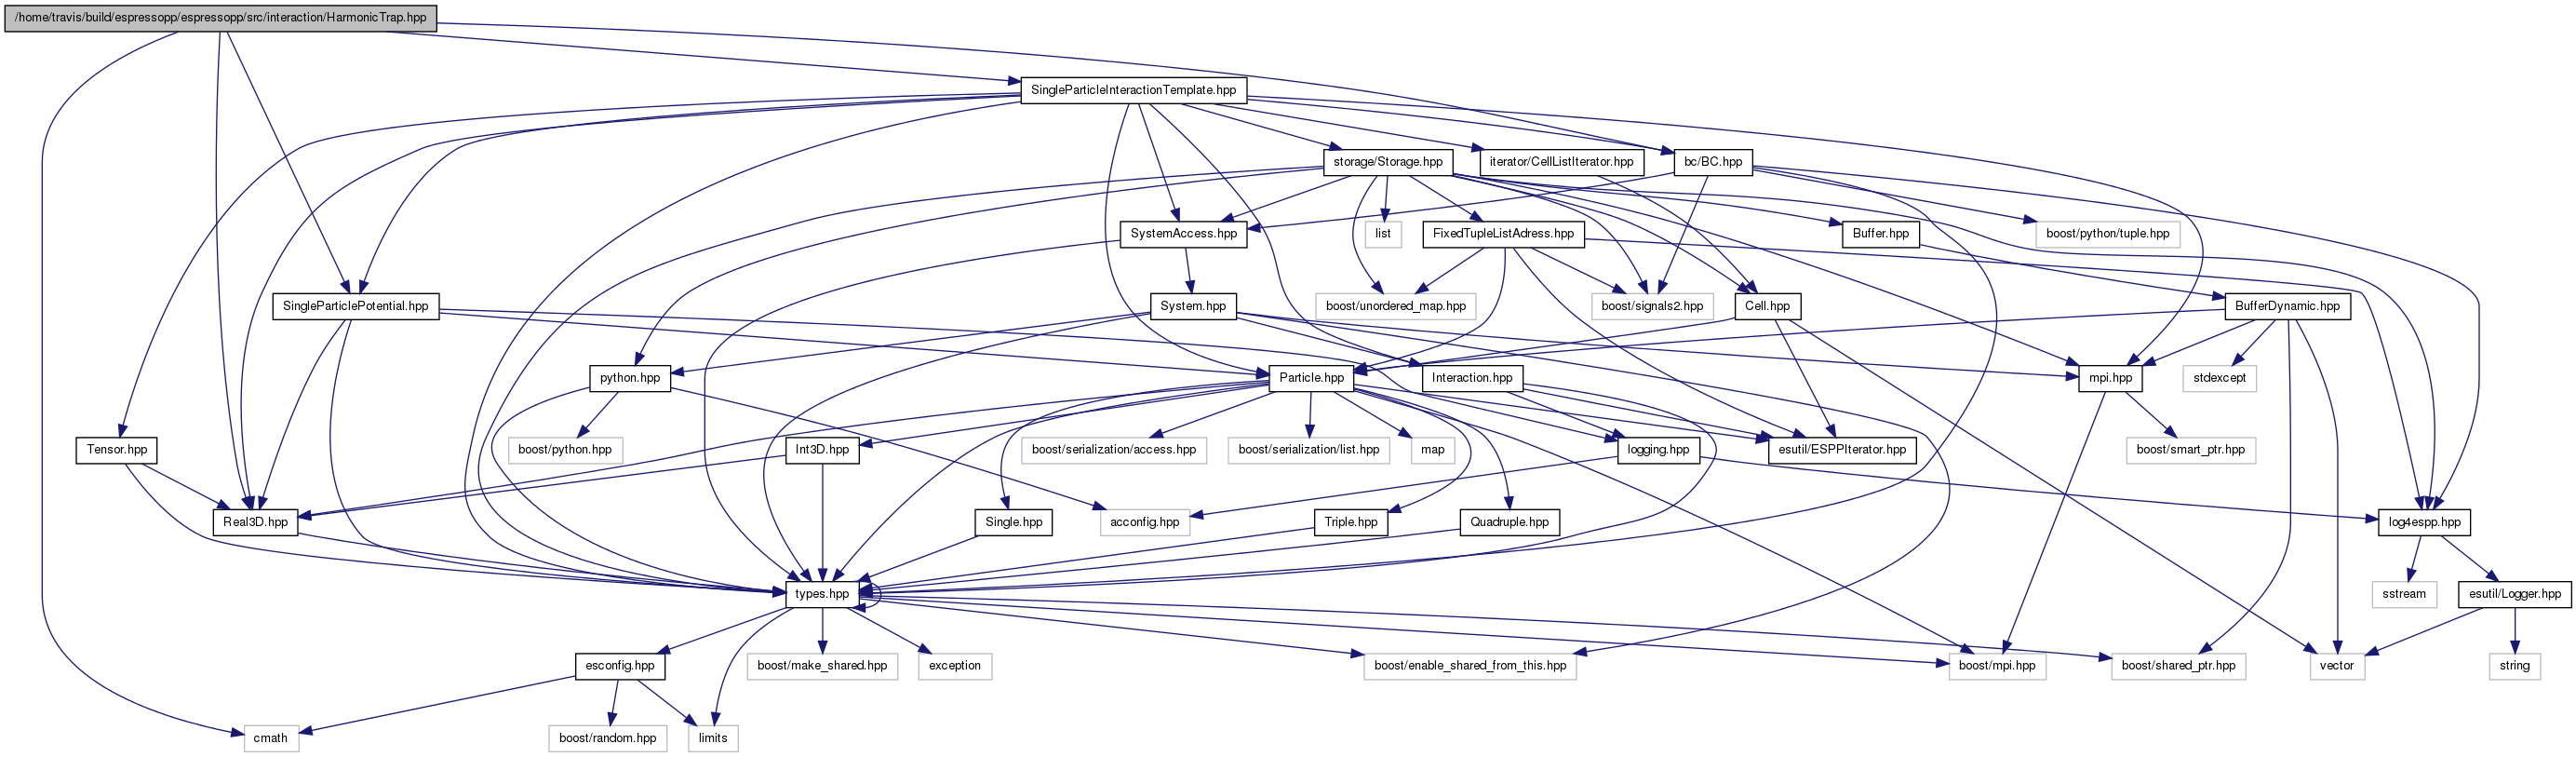 /home/travis/build/espressopp/espressopp/src/interaction/HarmonicTrap.hpp
SingleParticleInteractionTemplate.hpp
storage/Storage.hpp
iterator/CellListIterator.hpp
bc/BC.hpp
SystemAccess.hpp
list
FixedTupleListAdress.hpp
Buffer.hpp
boost/python/tuple.hpp
SingleParticlePotential.hpp
System.hpp
boost/unordered_map.hpp
boost/signals2.hpp
Cell.hpp
BufferDynamic.hpp
python.hpp
Particle.hpp
Interaction.hpp
mpi.hpp
stdexcept
Tensor.hpp
boost/python.hpp
Int3D.hpp
boost/serialization/access.hpp
boost/serialization/list.hpp
map
logging.hpp
esutil/ESPPIterator.hpp
boost/smart_ptr.hpp
Real3D.hpp
Single.hpp
acconfig.hpp
Triple.hpp
Quadruple.hpp
log4espp.hpp
types.hpp
sstream
esutil/Logger.hpp
esconfig.hpp
boost/make_shared.hpp
exception
boost/enable_shared_from_this.hpp
boost/mpi.hpp
boost/shared_ptr.hpp
vector
string
cmath
boost/random.hpp
limits